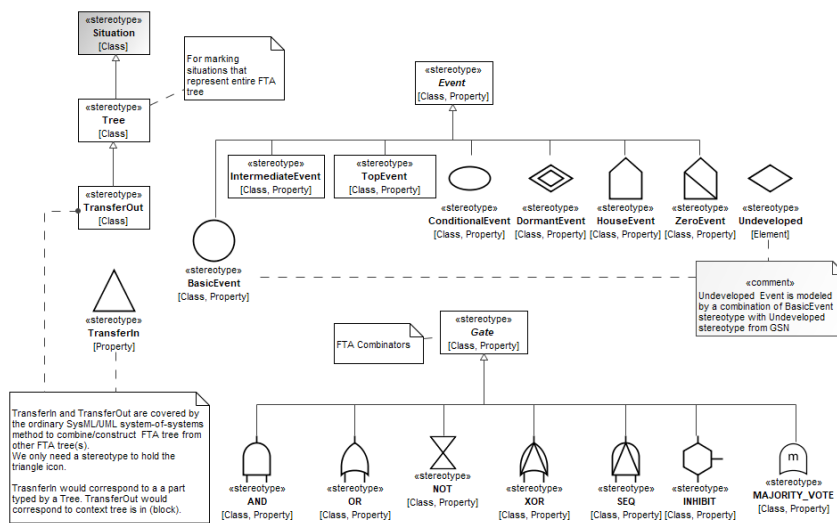 «stereotype»
Situation
[Class]
For marking
situations that
represent entire FTA
tree
«stereotype»
Tree
[Class]
«stereotype»
TransferOut
[Class]
«stereotype»
Event
[Class, Property]
«stereotype»
IntermediateEvent
[Class, Property]
«stereotype»
TopEvent
[Class, Property]
«stereotype»
ConditionalEvent
[Class, Property]
«stereotype»
DormantEvent
[Class, Property]
«stereotype»
HouseEvent
[Class, Property]
«stereotype»
ZeroEvent
[Class, Property]
«stereotype»
Undeveloped
[Element]
«stereotype»
BasicEvent
[Class, Property]
«comment»
Undeveloped Event is modeled
by a combination of BasicEvent
stereotype with Undeveloped
stereotype from GSN
«stereotype»
TransferIn
[Property]
FTA Combinators
«stereotype»
Gate
[Class, Property]
TransferIn and TransferOut are covered by
the ordinary SysML/UML system-of-systems
method to combine/construct FTA tree from
other FTA tree(s).
We only need a stereotype to hold the
triangle icon.
TrasnferIn would correspond to a a part
typed by a Tree. TransferOut would
correspond to context tree is in (block).
«stereotype»
AND
[Class, Property]
«stereotype»
OR
[Class, Property]
«stereotype»
NOT
[Class, Property]
«stereotype»
XOR
[Class, Property]
«stereotype»
SEQ
[Class, Property]
«stereotype»
INHIBIT
[Class, Property]
m
«stereotype»
MAJORITY_VOTE
[Class, Property]